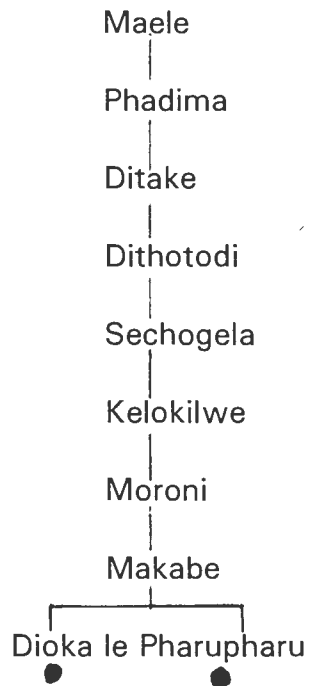 Maele
Phadima
Ditake
Dithotodi
Sechogela
Kelokilwe
Moroni
Makabe
Dioka le Pharupharu